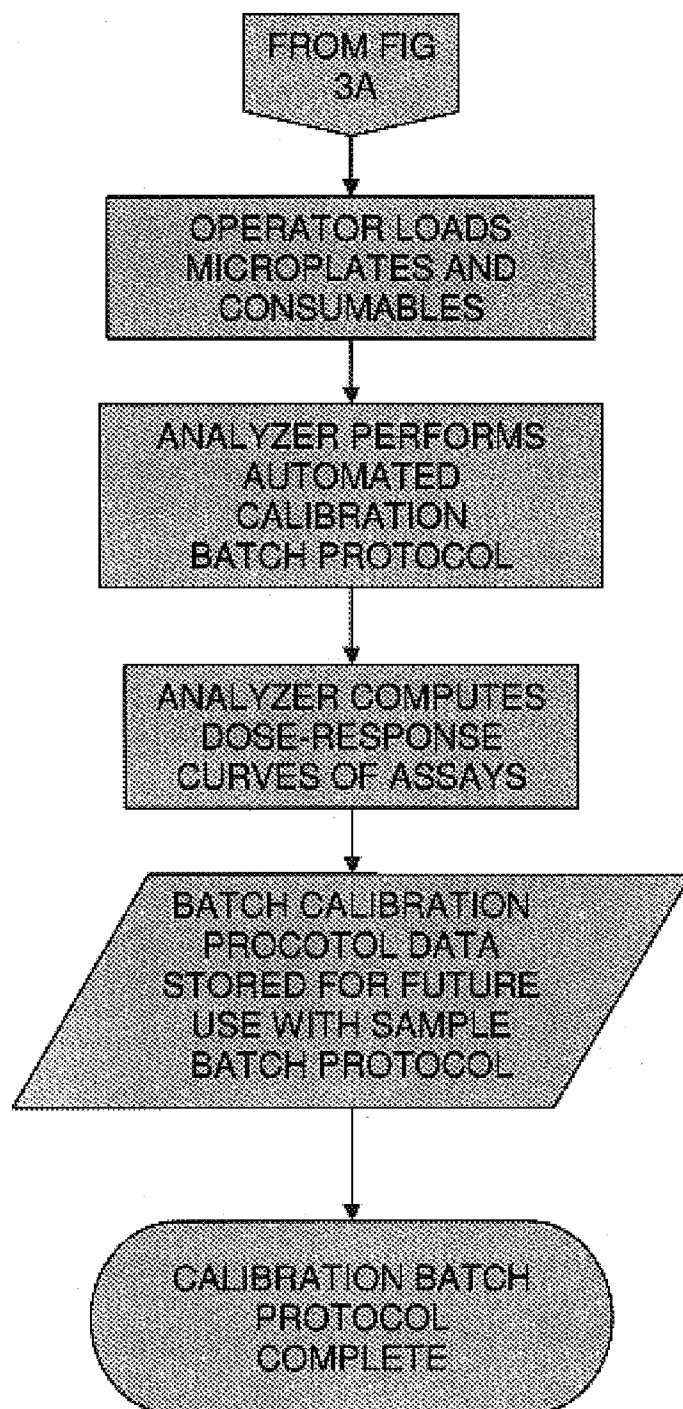 FROM FIG
3A
OPERATOR LOADS
MICROPLATES AND
CONSUMABLES
ANALYZER PERFORMS
AUTOMATED
CALIBRATION
BATCH PROTOCOL
ANALYZER COMPUTES
DOSE-RESPONSE
CURVES OF ASSAYS
BATCH CALIBRATION
PROCOTOL DATA
STORED FOR FUTURE
USE WITH SAMPLE
BATCH PROTOCOL
CALIBRATION BATCH
PROTOCOL
COMPLETE